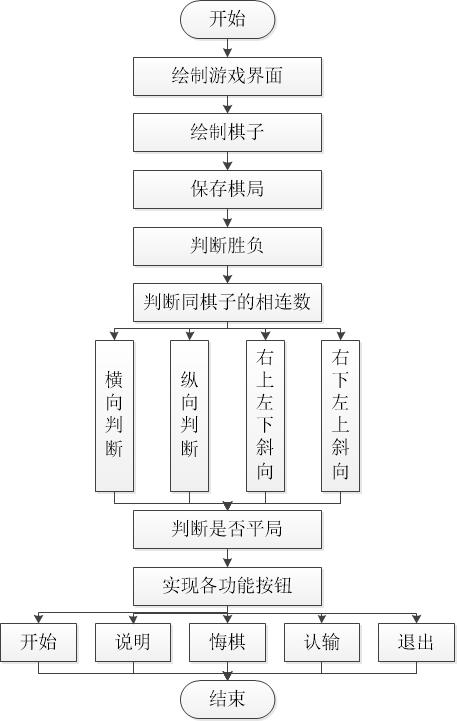 开始
绘制游戏界面
绘制棋子
保存棋局
判断胜负
判断同棋子的相连数
横向判断
纵向判断
右上左下斜向
右下左上斜向
判断是否平局
实现各功能按钮
开始
说明
悔棋
认输
退出
结束